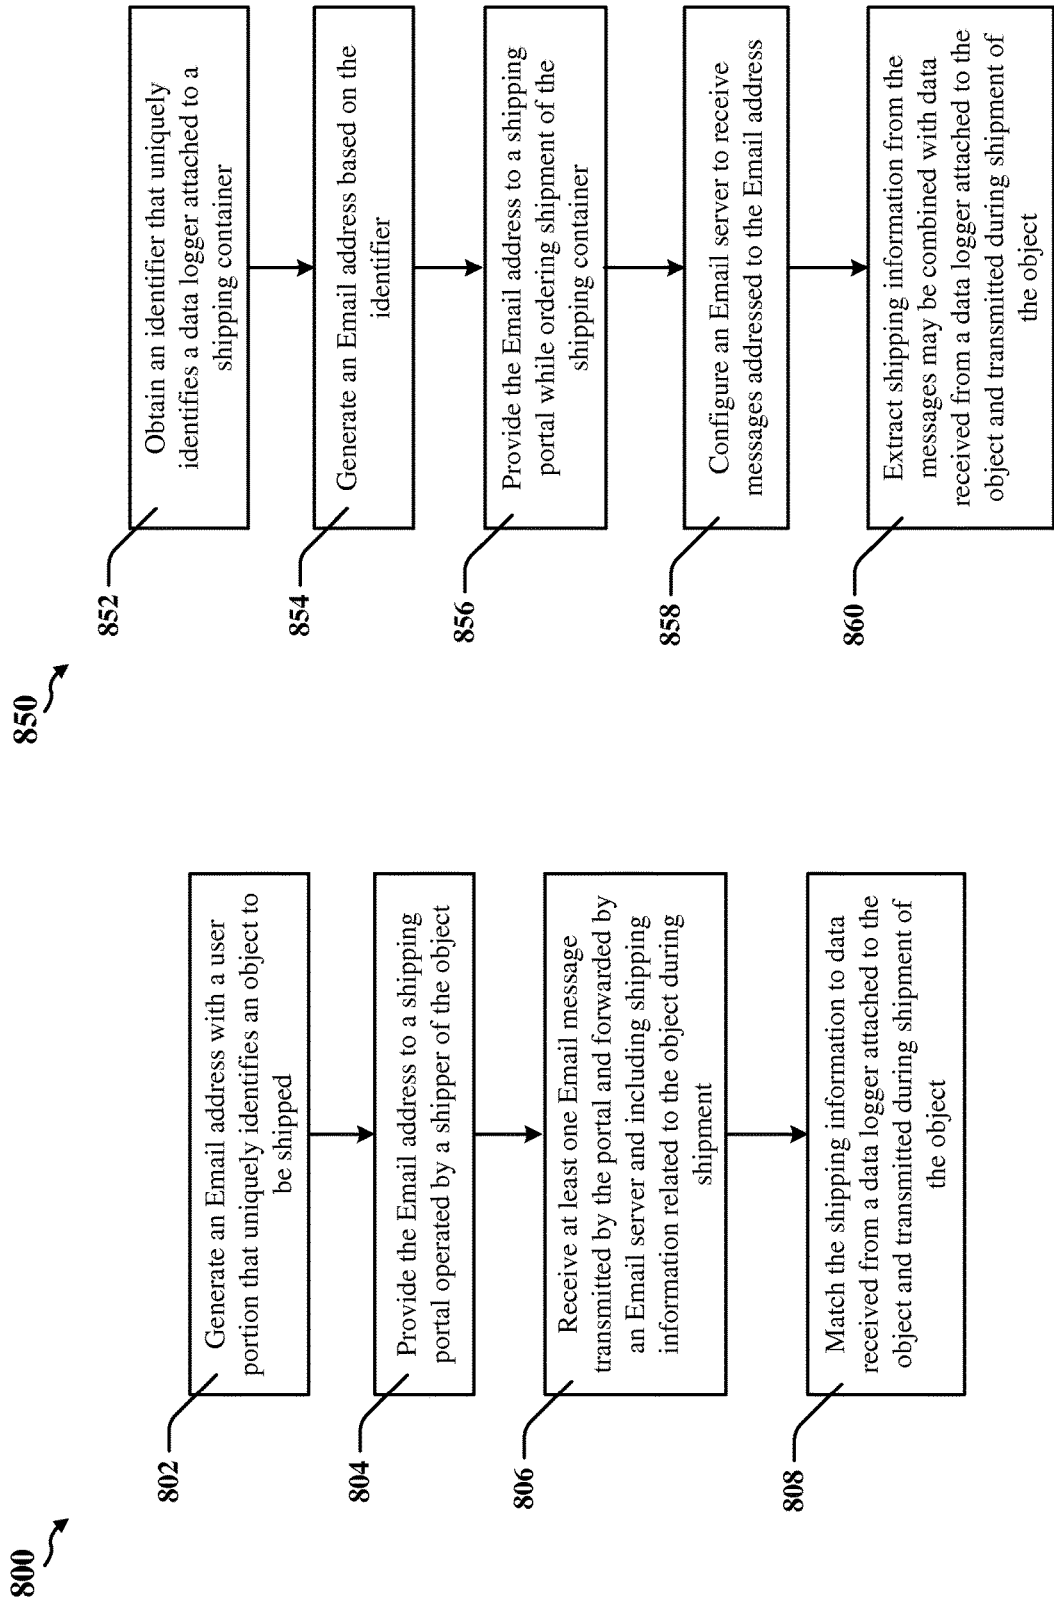 800
802
Generate an Email address with a user
portion that uniquely identifies an object to
be shipped
804
Provide the Email address to a shipping
portal operated by a shipper of the object
806
Receive at least one Email message
transmitted by the portal and forwarded by
an Email server and including shipping
information related to the object during
shipment
808
Match the shipping information to data
received from a data logger attached to the
object and transmitted during shipment of
the object
850
852
Obtain an identifier that uniquely
identifies a data logger attached to a
shipping container
854
Generate an Email address based on the
identifier
856
Provide the Email address to a shipping
portal while ordering shipment of the
shipping container
858
Configure an Email server to receive
messages addressed to the Email address
860
Extract shipping information from the
messages may be combined with data
received from a data logger attached to the
object and transmitted during shipment of
the object